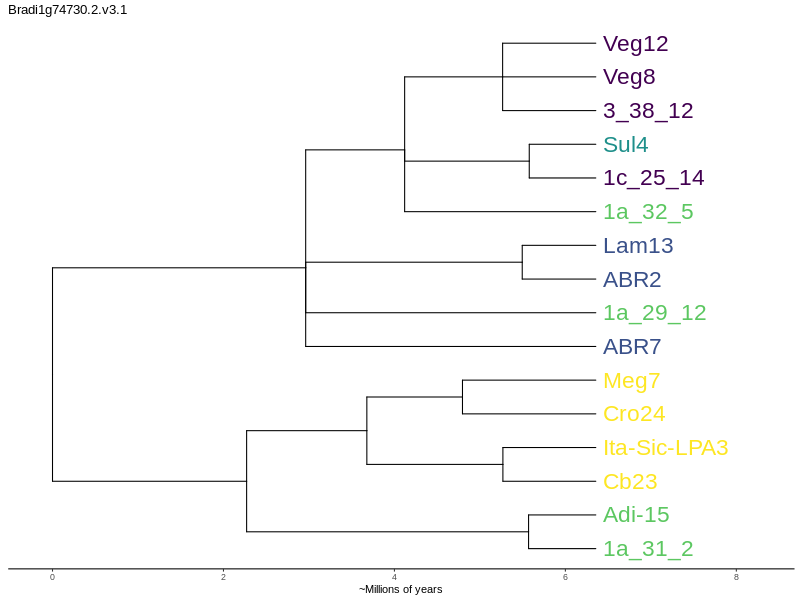 Bradi1g74730.2.v3.1
Veg12
Veg8
3_38_12
Sul4
1c_25_14
1a_32_5
Lam13
ABR2
1a_29_12
ABR7
Meg7
Cro24
Ita-Sic-LPA3
Cb23
Adi-15
1a_31_2
0 2 4 6 8
~Millions of years